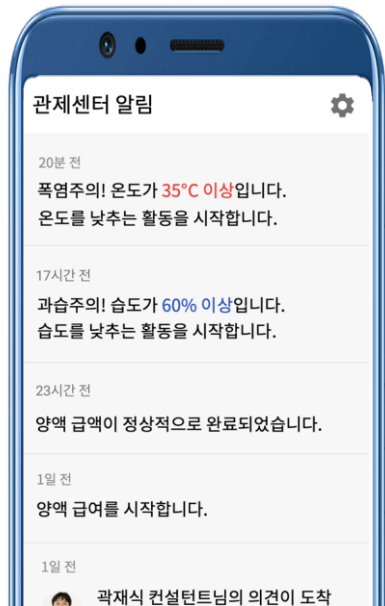 관제센터 알림
20분 전
폭염주의! 온도가 35°C 이상입니다.
온도를 낮추는 활동을 시작합니다.
17시간 전
과습주의! 습도가 60% 이상입니다.
습도를 낮추는 활동을 시작합니다.
23시간 전
양액 급액이 정상적으로 완료되었습니다.
1일 전
양액 급여를 시작합니다.
1일 전
곽재식 컨설턴트님의 의견이 도착